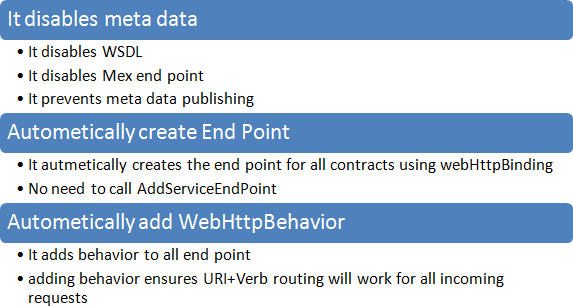 It disables meta data
• It disables WSDL
• It disables Mex end point
• It prevents meta data publishing
Autometically create End Point
• It autmetically creates the end point for all contracts using webHttpBinding
• No need to call AddServiceEndPoint
Automatically add WebHttpBehavior
• It adds behavior to all end point
• adding behavior ensures URI+Verb routing will work for all incoming
requests